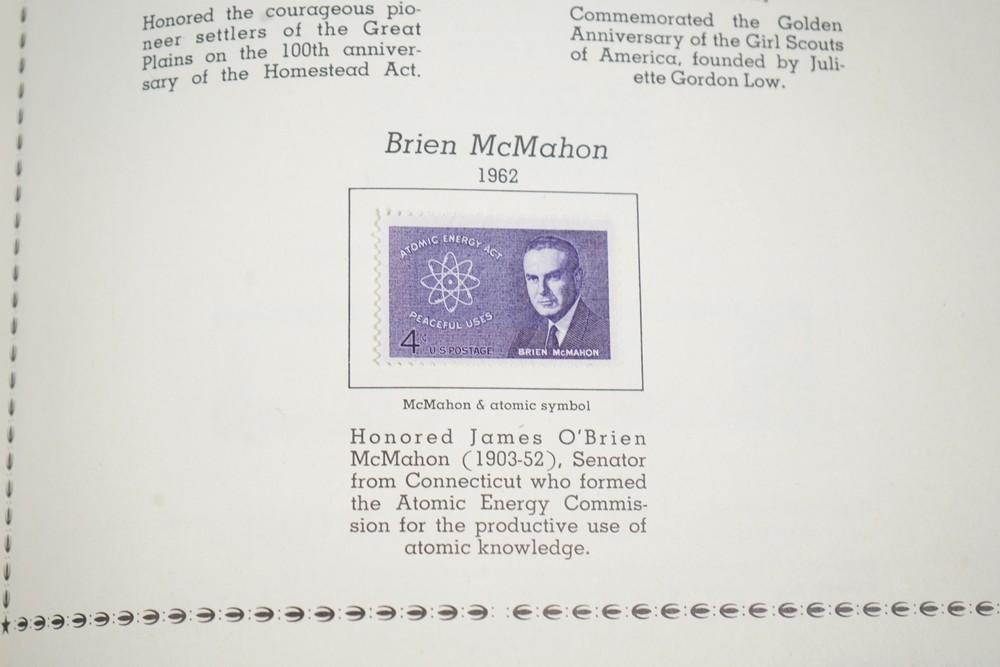 Honored the courageous pio-
neer settlers of the Great
Plains on the 100th anniver-
sary of the Homestead Act.
Commemorated the Golden
Anniversary of the Girl Scouts
of America, founded by Juli-
ette Gordon Low.
Brien McMahon
1962
ATOMIC ENERGY ACT
PEACEFUL USES
4¢ U S POSTAGE
BRIEN McMAHON
McMahon & atomic symbol
Honored James O'Brien
McMahon (1903-52), Senator
from Connecticut who formed
the Atomic Energy Commis-
sion for the productive use of
atomic knowledge.